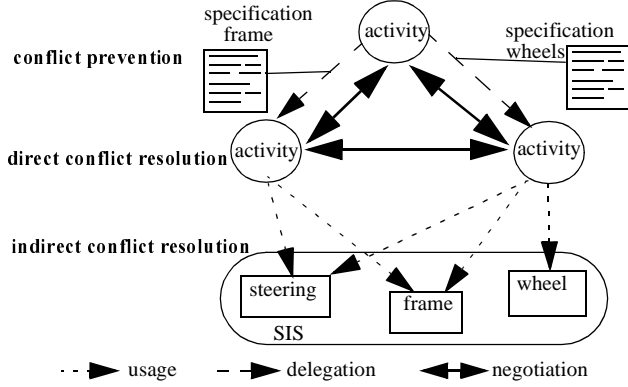 specification
frame
activity
specification
wheels
conflict prevention
direct conflict resolution
activity
activity
indirect conflict resolution
steering
frame
wheel
SIS
usage
delegation
negotiation